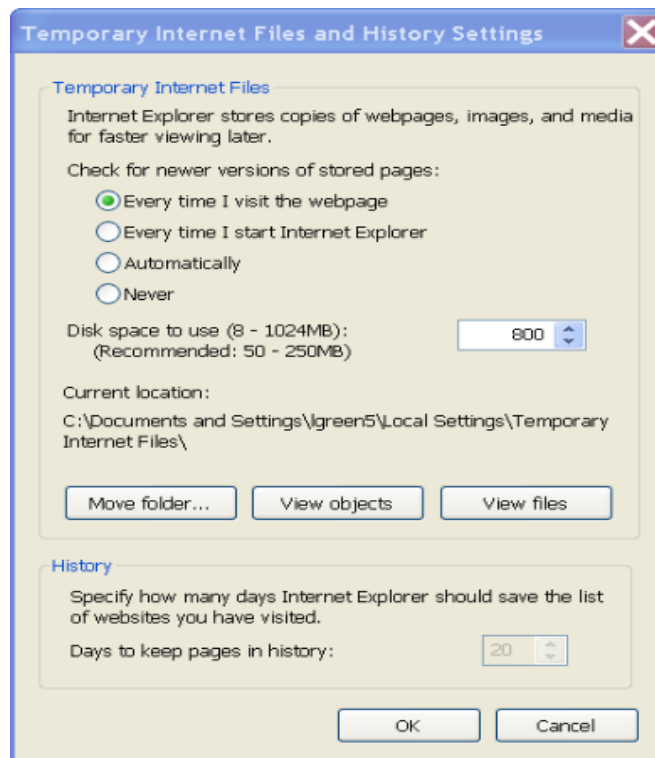 Temporary Internet Files and History Settings
Temporary Internet Files
Internet Explorer stores copies of webpages, images, and media
for faster viewing later.
Check for newer versions of stored pages:
Every time I visit the webpage
Every time I start Internet Explorer
Automatically
Never
Disk space to use (8 - 1024MB): 800
(Recommended: 50 - 250MB)
Current location:
C:\Documents and Settings\lgreen5\Local Settings\Temporary
Internet Files\
Move folder... View objects View files
History
Specify how many days Internet Explorer should save the list
of websites you have visited.
Days to keep pages in history: 20
OK Cancel